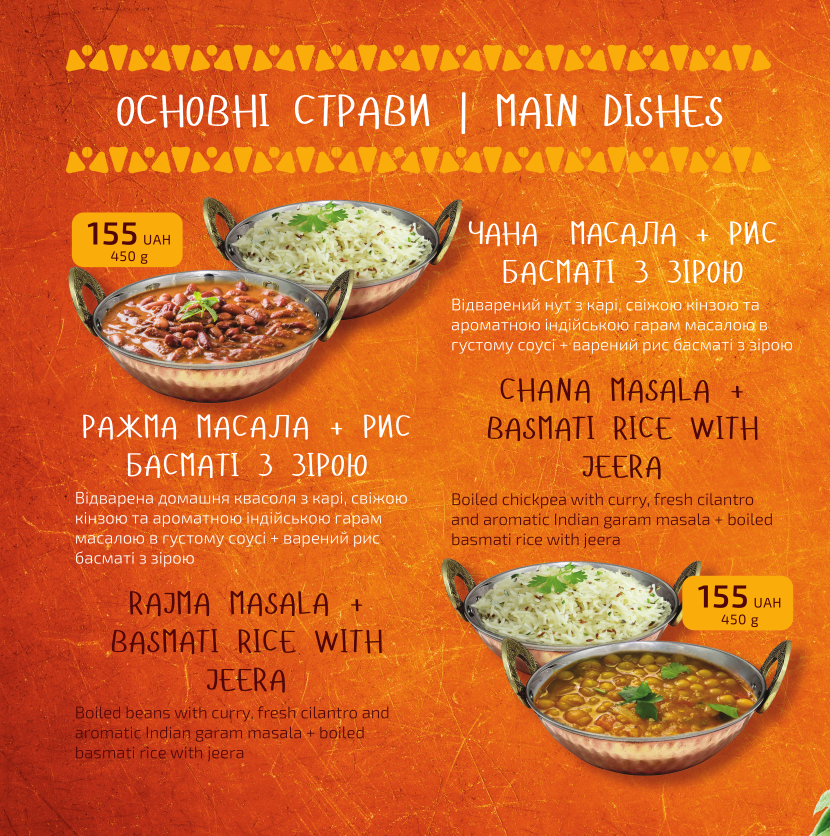 ОСНОВНІ СТРАВИ | MAIN DISHES
155 UAH
450 g
РАЖМА МАСАЛА + РИС
БАСМАТІ З ЗІРОЮ
Відварена домашня квасоля з карі, свіжою
кінзою та ароматною індійською гарам
масалою в густому соусі + варений рис
басматі з зірою
RAJMA MASALA +
BASMATI RICE WITH
JEERA
Boiled beans with curry, fresh cilantro and
aromatic Indian garam masala + boiled
basmati rice with jeera
ЧАНА МАСАЛА + РИС
БАСМАТІ З ЗІРОЮ
Відварений нут з карі, свіжою кінзою та
ароматною індійською гарам масалою в
густому соусі + варений рис басматі з зірою
CHANA MASALA +
BASMATI RICE WITH
JEERA
Boiled chickpea with curry, fresh cilantro
and aromatic Indian garam masala + boiled
basmati rice with jeera
155 UAH
450 g